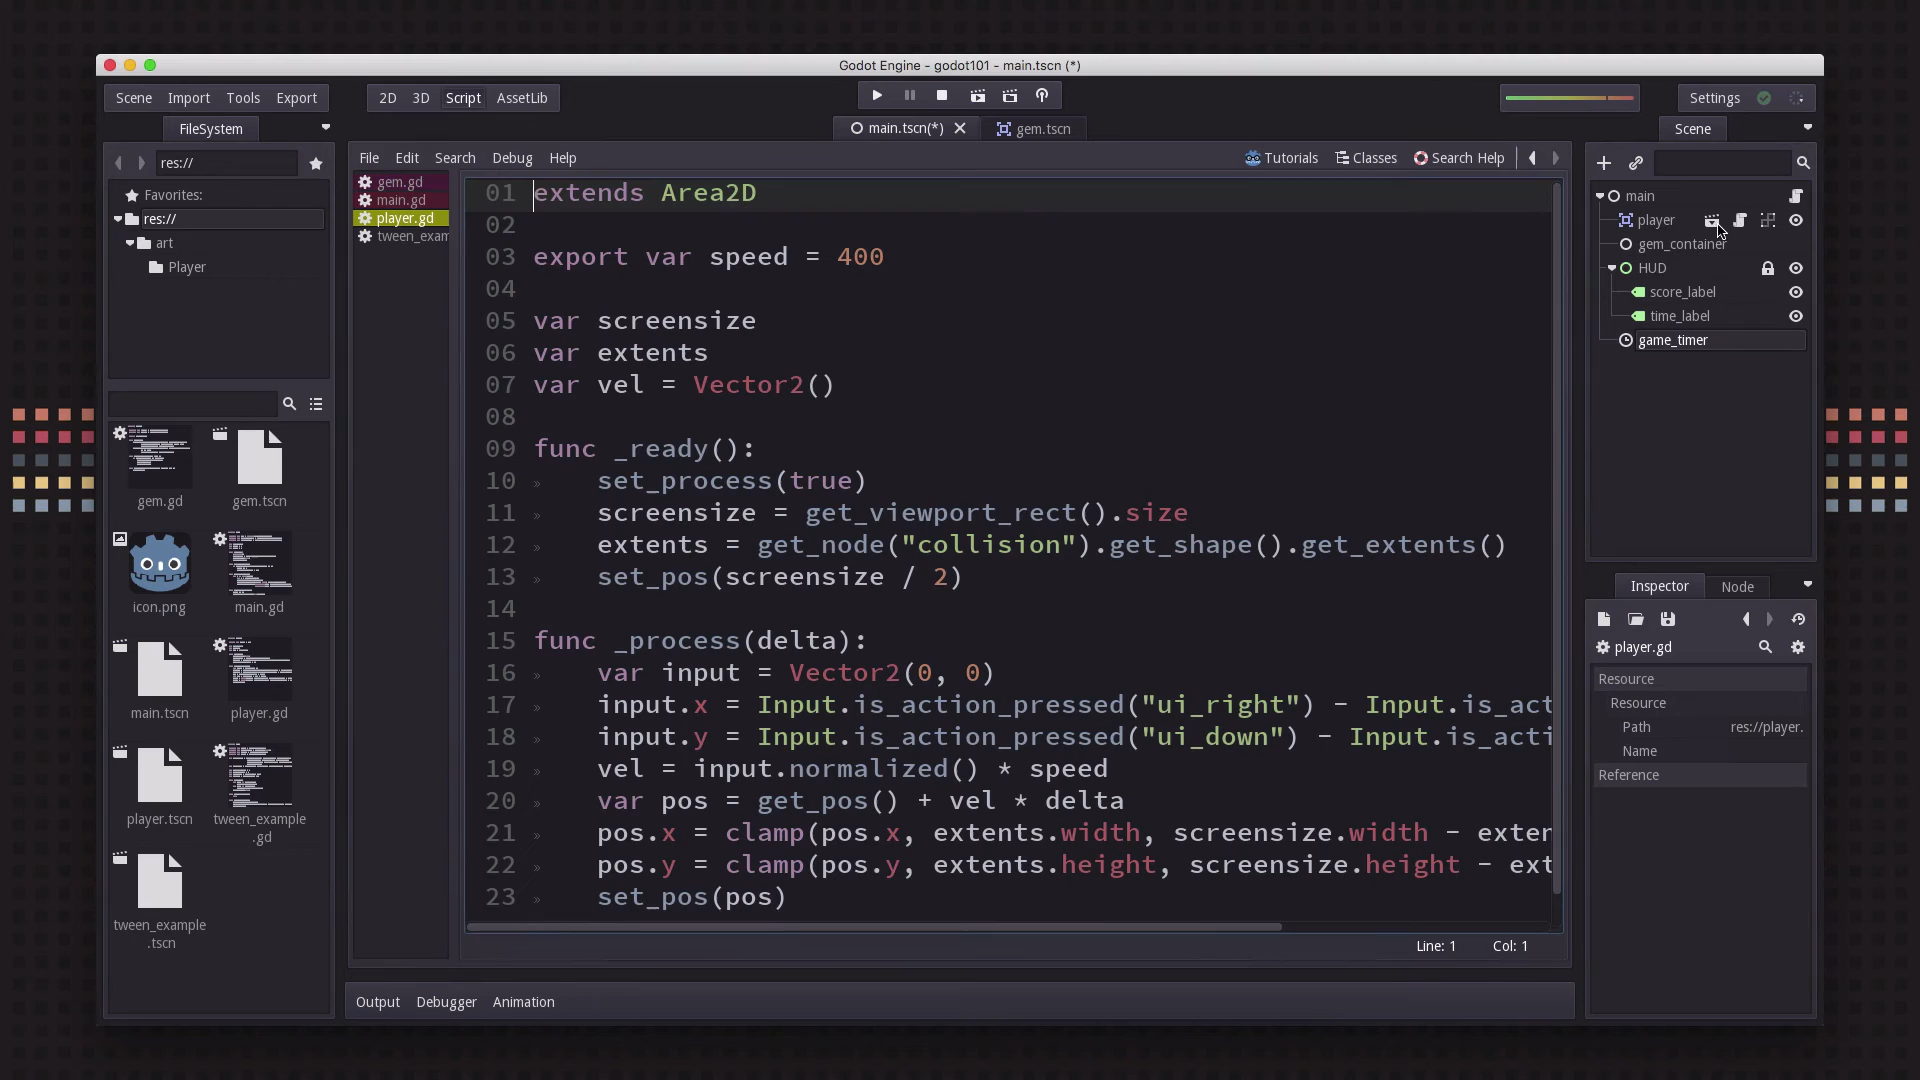 Godot Engine - godot101 - main.tscn (*)
Scene Import Tools Export
2D 3D Script AssetLib
Settings
FileSystem
main.tscn(*)
gem.tscn
Scene
res://
Favorites:
res://
art
Player
gem.gd
gem.tscn
icon.png
main.gd
main.tscn
player.gd
player.tscn
tween_example
.gd
tween_example
.tscn
File Edit Search Debug Help
Tutorials Classes Search Help
gem.gd
main.gd
player.gd
tween_exam
01 extends Area2D
02
03 export var speed = 400
04
05 var screensize
06 var extents
07 var vel = Vector2()
08
09 func _ready():
10 » set_process(true)
11 » screensize = get_viewport_rect().size
12 » extents = get_node("collision").get_shape().get_extents()
13 » set_pos(screensize / 2)
14
15 func _process(delta):
16 » var input = Vector2(0, 0)
17 » input.x = Input.is_action_pressed("ui_right") - Input.is_act
18 » input.y = Input.is_action_pressed("ui_down") - Input.is_acti
19 » vel = input.normalized() * speed
20 » var pos = get_pos() + vel * delta
21 » pos.x = clamp(pos.x, extents.width, screensize.width - exten
22 » pos.y = clamp(pos.y, extents.height, screensize.height - ext
23 » set_pos(pos)
Line: 1 Col: 1
Output Debugger Animation
main
player
gem_container
HUD
score_label
time_label
game_timer
Inspector Node
player.gd
Resource
Resource
Path res://player.
Name
Reference